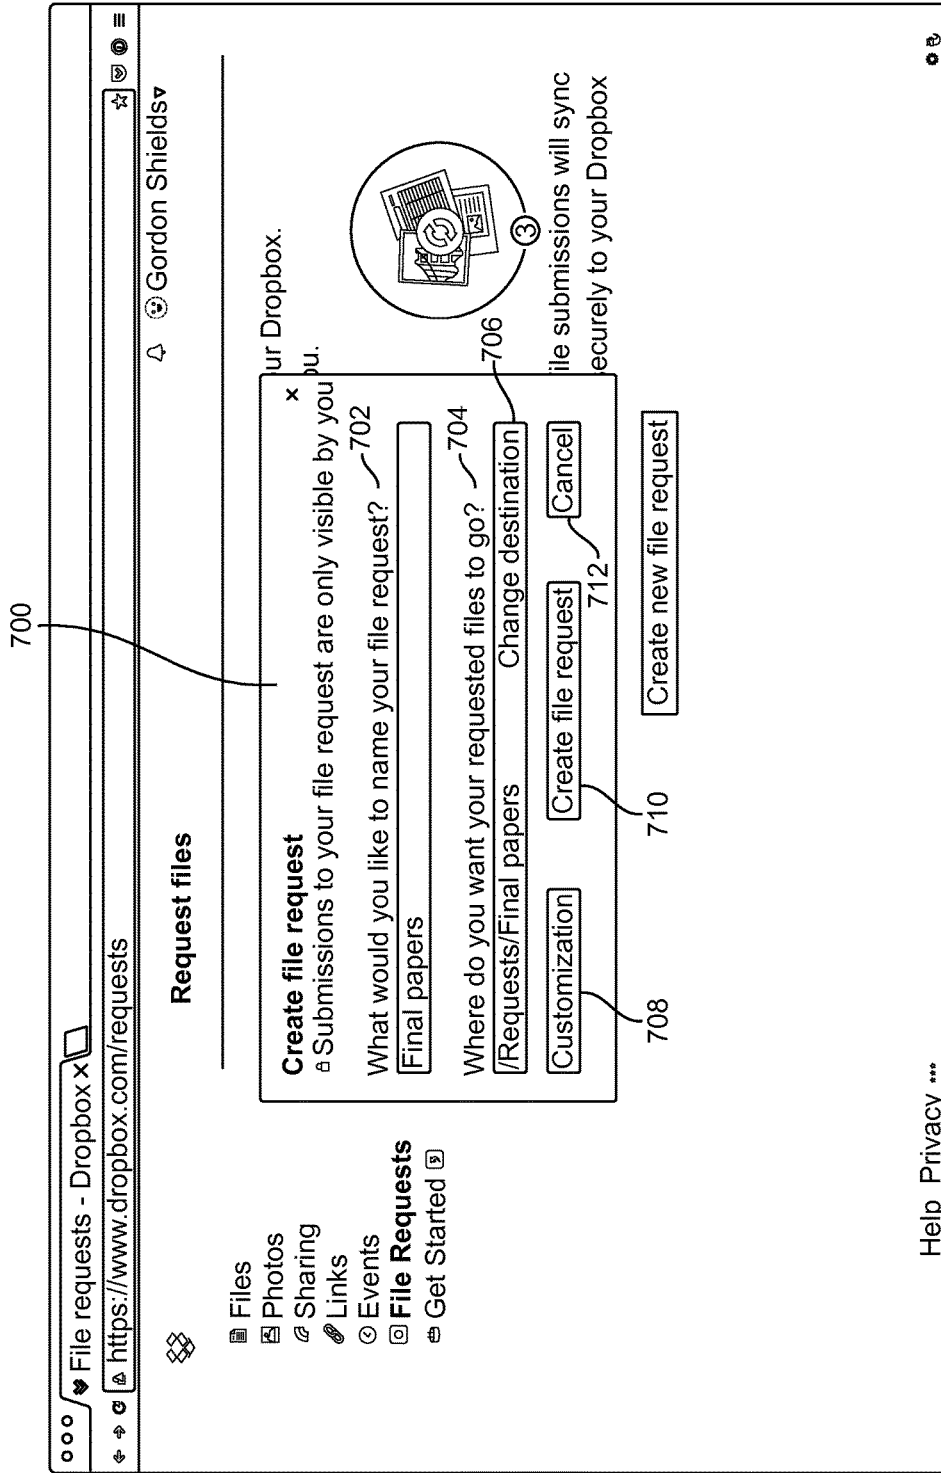 700
File requests - Dropbox X
https://www.dropbox.com/requests
Gordon Shields
Request files
Files
Photos
Sharing
Links
Events
File Requests
Get Started
ur Dropbox.
ou.
Create file request
x
Submissions to your file request are only visible by you
What would you like to name your file request?
702
Final papers
Where do you want your requested files to go?
704
/Requests/Final papers Change destination
706
Customization Create file request Cancel
708
710
712
3
ile submissions will sync
ecurely to your Dropbox
Create new file request
Help Privacy